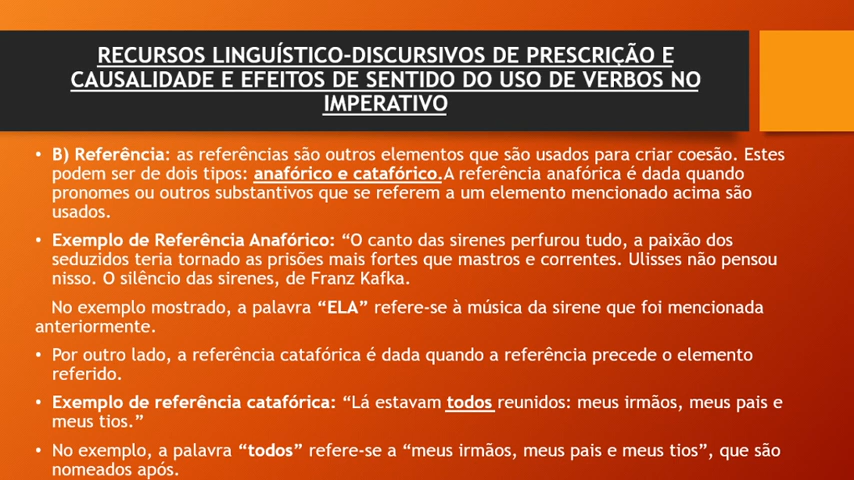 RECURSOS LINGUÍSTICO-DISCURSIVOS DE PRESCRIÇÃO E
CAUSALIDADE E EFEITOS DE SENTIDO DO USO DE VERBOS NO
IMPERATIVO
• B) Referência: as referências são outros elementos que são usados para criar coesão. Estes
podem ser de dois tipos: anafórico e catafórico.A referência anafórica é dada quando
pronomes ou outros substantivos que se referem a um elemento mencionado acima são
usados.
• Exemplo de Referência Anafórico: “O canto das sirenes perfurou tudo, a paixão dos
seduzidos teria tornado as prisões mais fortes que mastros e correntes. Ulisses não pensou
nisso. O silêncio das sirenes, de Franz Kafka.
No exemplo mostrado, a palavra “ELA” refere-se à música da sirene que foi mencionada
anteriormente.
• Por outro lado, a referência catafórica é dada quando a referência precede o elemento
referido.
• Exemplo de referência catafórica: “Lá estavam todos reunidos: meus irmãos, meus pais e
meus tios.”
• No exemplo, a palavra “todos” refere-se a “meus irmãos, meus pais e meus tios”, que são
nomeados após.